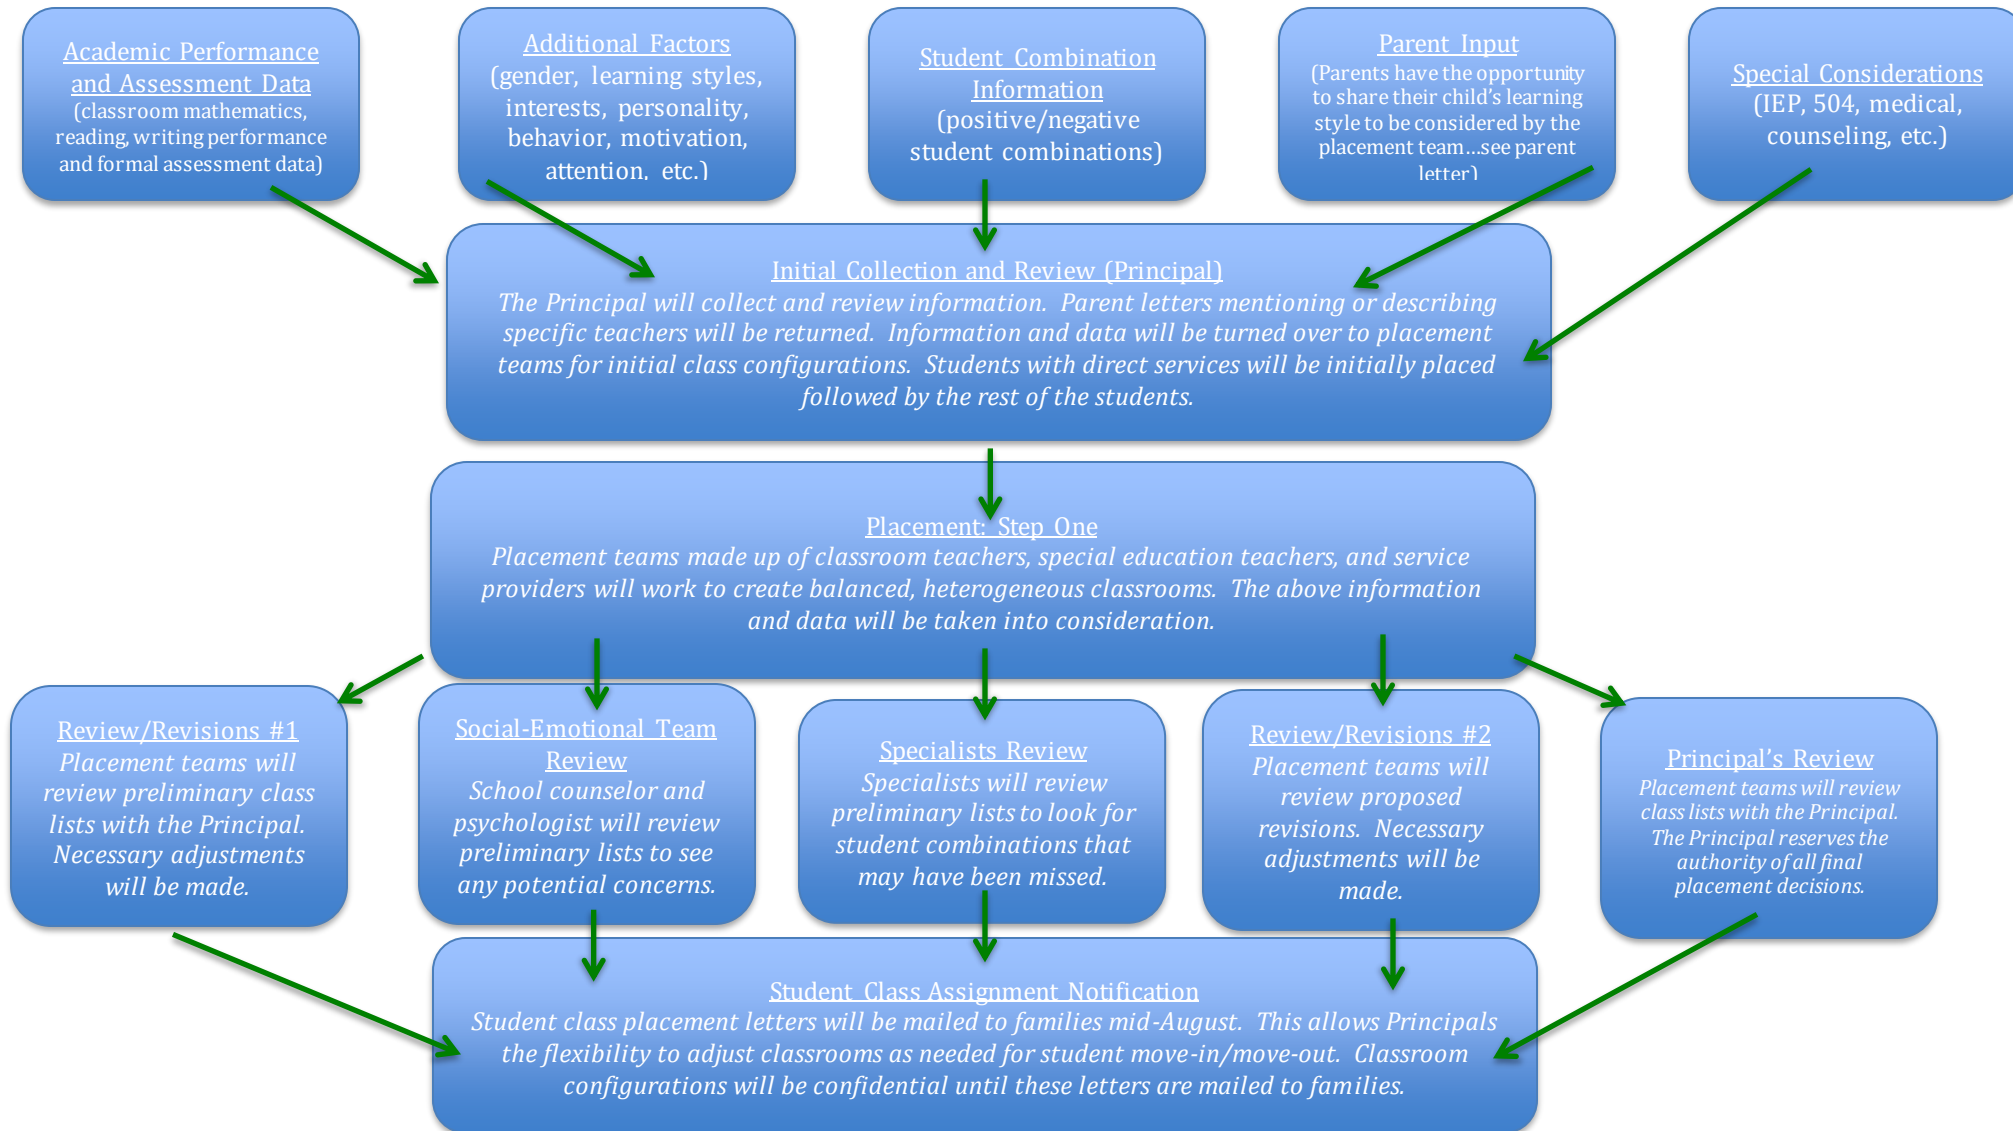 Academic Performance
and Assessment Data
(classroom mathematics,
reading, writing performance
and formal assessment data)
Additional Factors
(gender, learning styles,
interests, personality,
behavior, motivation,
attention, etc.)
Student Combination
Information
(positive/negative
student combinations)
Parent Input
(Parents have the opportunity
to share their child's learning
style to be considered by the
placement team...see parent
letter)
Special Considerations
(IEP, 504, medical,
counseling, etc.)
Initial Collection and Review (Principal)
The Principal will collect and review information. Parent letters mentioning or describing
specific teachers will be returned. Information and data will be turned over to placement
teams for initial class configurations. Students with direct services will be initially placed
followed by the rest of the students.
Placement: Step One
Placement teams made up of classroom teachers, special education teachers, and service
providers will work to create balanced, heterogeneous classrooms. The above information
and data will be taken into consideration.
Review/Revisions #1
Placement teams will
review preliminary class
lists with the Principal.
Necessary adjustments
will be made.
Social-Emotional Team
Review
School counselor and
psychologist will review
preliminary lists to see
any potential concerns.
Specialists Review
Specialists will review
preliminary lists to look for
student combinations that
may have been missed.
Review/Revisions #2
Placement teams will
review proposed
revisions. Necessary
adjustments will be
made.
Principal's Review
Placement teams will review
class lists with the Principal.
The Principal reserves the
authority of all final
placement decisions.
Student Class Assignment Notification
Student class placement letters will be mailed to families mid-August. This allows Principals
the flexibility to adjust classrooms as needed for student move-in/move-out. Classroom
configurations will be confidential until these letters are mailed to families.